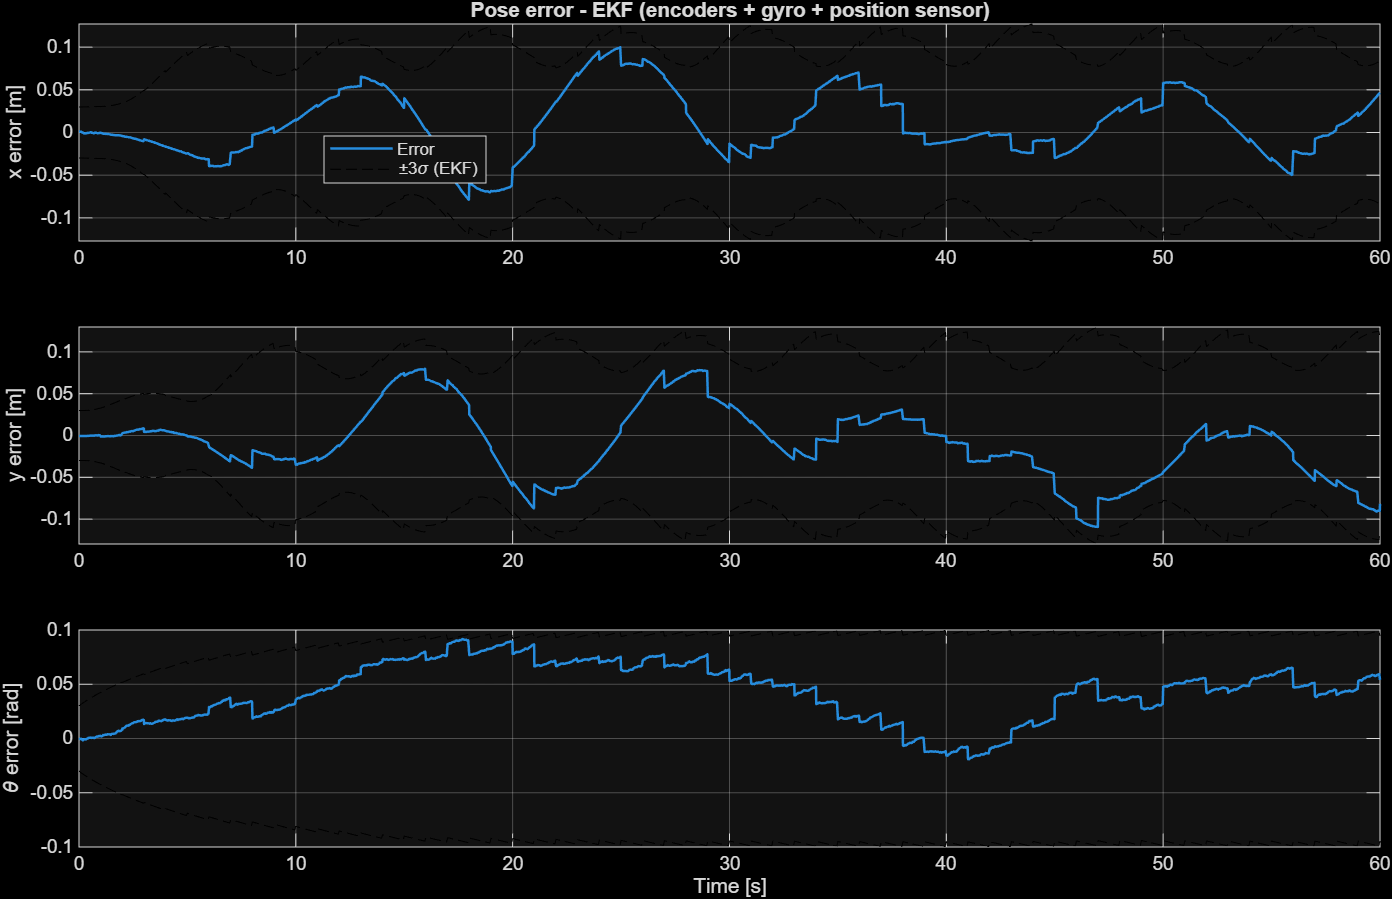 Pose error - EKF (encoders + gyro + position sensor)
0.1
0.05
0
-0.05
-0.1
x error [m]
Error
±3σ (EKF)
0 10 20 30 40 50 60
0.1
0.05
0
-0.05
-0.1
y error [m]
0 10 20 30 40 50 60
0.1
0.05
0
-0.05
-0.1
θ error [rad]
0 10 20 30 40 50 60
Time [s]